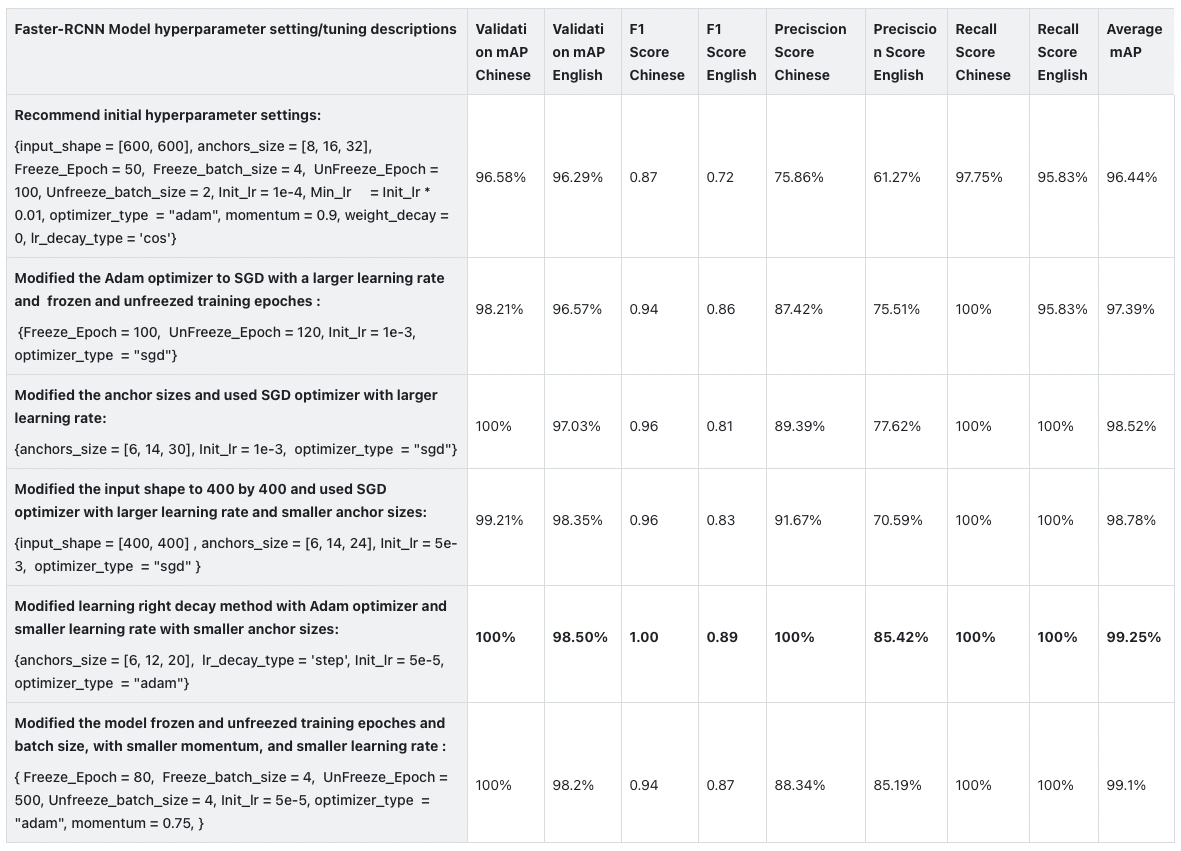 Faster-RCNN Model hyperparameter setting/tuning descriptions
Validati
on mAP
Chinese
Validati
on mAP
English
F1
Score
Chinese
F1
Score
English
Preciscion
Score
Chinese
Preciscio
n Score
English
Recall
Score
Chinese
Recall
Score
English
Average
mAP
Recommend initial hyperparameter settings:
{input_shape = [600, 600], anchors_size = [8, 16, 32],
Freeze_Epoch = 50,  Freeze_batch_size = 4,  UnFreeze_Epoch =
100, Unfreeze_batch_size = 2, Init_lr = 1e-4, Min_lr     = Init_lr *
0.01, optimizer_type  = "adam", momentum = 0.9, weight_decay =
0, lr_decay_type = 'cos'}
96.58%
96.29%
0.87
0.72
75.86%
61.27%
97.75%
95.83%
96.44%
Modified the Adam optimizer to SGD with a larger learning rate
and  frozen and unfreezed training epoches :
{Freeze_Epoch = 100,  UnFreeze_Epoch = 120, Init_lr = 1e-3,
optimizer_type  = "sgd"}
98.21%
96.57%
0.94
0.86
87.42%
75.51%
100%
95.83%
97.39%
Modified the anchor sizes and used SGD optimizer with larger
learning rate:
{anchors_size = [6, 14, 30], Init_lr = 1e-3,  optimizer_type  = "sgd"}
100%
97.03%
0.96
0.81
89.39%
77.62%
100%
100%
98.52%
Modified the input shape to 400 by 400 and used SGD
optimizer with larger learning rate and smaller anchor sizes:
{input_shape = [400, 400] , anchors_size = [6, 14, 24], Init_lr = 5e-
3,  optimizer_type  = "sgd" }
99.21%
98.35%
0.96
0.83
91.67%
70.59%
100%
100%
98.78%
Modified learning right decay method with Adam optimizer and
smaller learning rate with smaller anchor sizes:
{anchors_size = [6, 12, 20],  lr_decay_type = 'step', Init_lr = 5e-5,
optimizer_type  = "adam"}
100%
98.50%
1.00
0.89
100%
85.42%
100%
100%
99.25%
Modified the model frozen and unfreezed training epoches and
batch size, with smaller momentum, and smaller learning rate :
{ Freeze_Epoch = 80,  Freeze_batch_size = 4,  UnFreeze_Epoch =
500, Unfreeze_batch_size = 4, Init_lr = 5e-5, optimizer_type  =
"adam", momentum = 0.75, }
100%
98.2%
0.94
0.87
88.34%
85.19%
100%
100%
99.1%